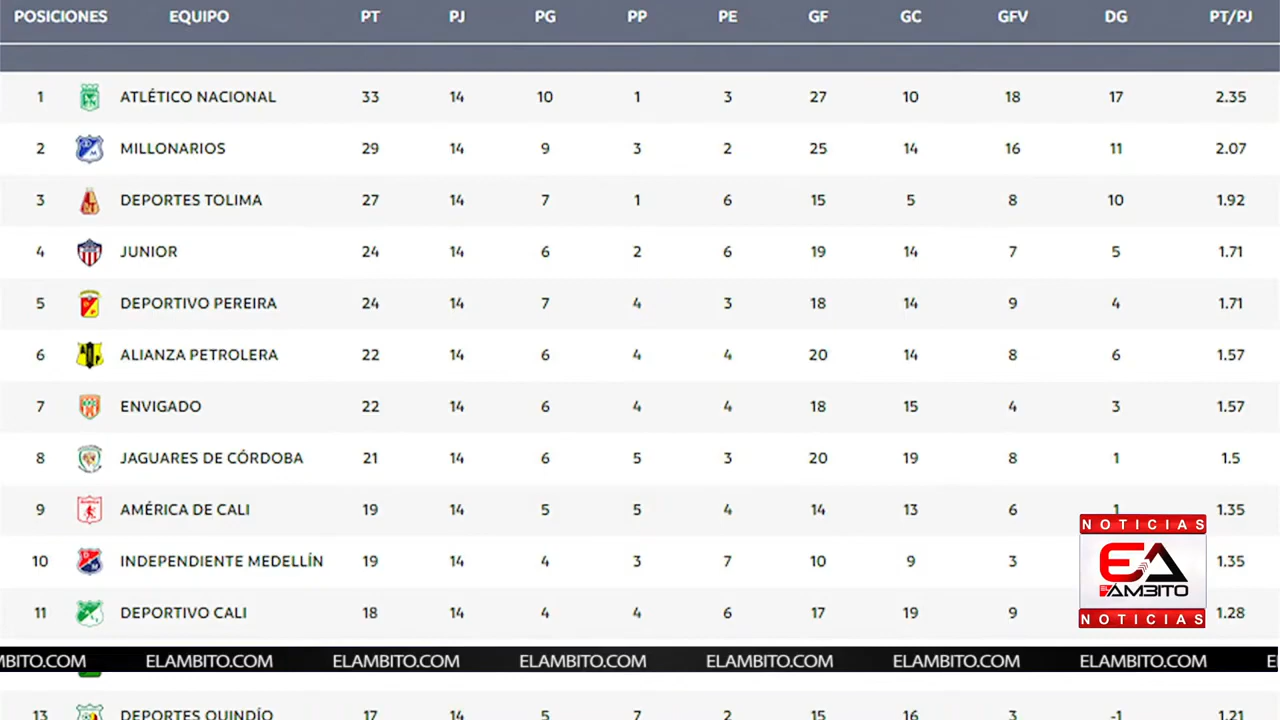 POSICIONES EQUIPO PT PJ PG PP PE GF GC GFV DG PT/PJ
1 ATLÉTICO NACIONAL 33 14 10 1 3 27 10 18 17 2.35
2 MILLONARIOS 29 14 9 3 2 25 14 16 11 2.07
3 DEPORTES TOLIMA 27 14 7 1 6 15 5 8 10 1.92
4 JUNIOR 24 14 6 2 6 19 14 7 5 1.71
5 DEPORTIVO PEREIRA 24 14 7 4 3 18 14 9 4 1.71
6 ALIANZA PETROLERA 22 14 6 4 4 20 14 8 6 1.57
7 ENVIGADO 22 14 6 4 4 18 15 4 3 1.57
8 JAGUARES DE CÓRDOBA 21 14 6 5 3 20 19 8 1 1.5
9 AMÉRICA DE CALI 19 14 5 5 4 14 13 6 1 1.35
NOTICIAS
10 INDEPENDIENTE MEDELLÍN 19 14 4 3 7 10 9 3 1.35
EA
EL ÁMBITO
11 DEPORTIVO CALI 18 14 4 4 6 17 19 9 1.28
NOTICIAS
MBITO.COM ELAMBITO.COM ELAMBITO.COM ELAMBITO.COM ELAMBITO.COM ELAMBITO.COM ELAMBITO.COM E
13 DEPORTES QUINDÍO 17 14 5 7 2 15 16 3 -1 1.21